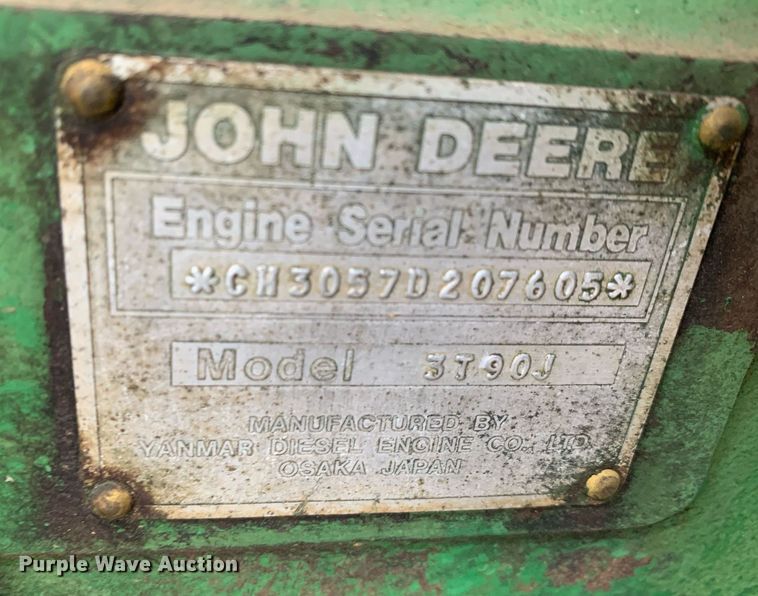 JOHN DEERE
Engine Serial Number
*CH3057D207605*
Model 3T90J
MANUFACTURED BY
YANMAR DIESEL ENGINE CO., LTD.
OSAKA JAPAN
Purple Wave Auction®